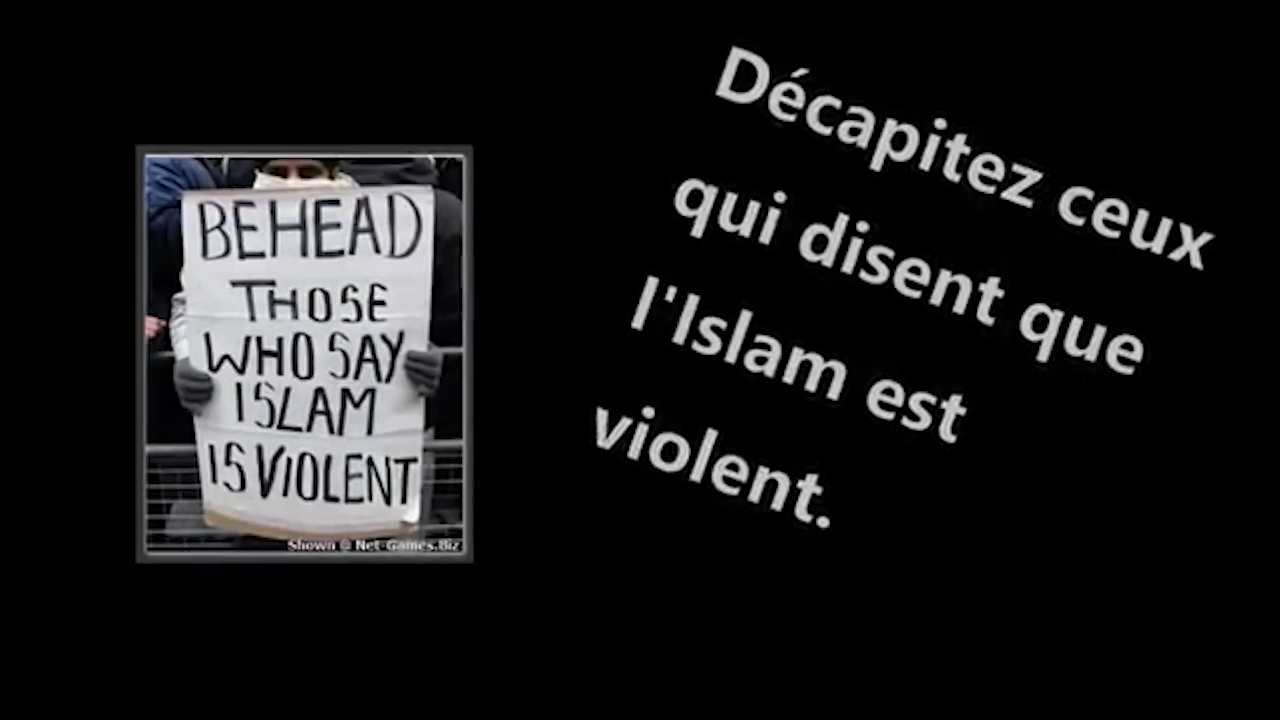 BEHEAD
THOSE
WHO SAY
ISLAM
IS VIOLENT
Shown @ Net-Games.Biz
Décapitez ceux
qui disent que
l'Islam est
violent.